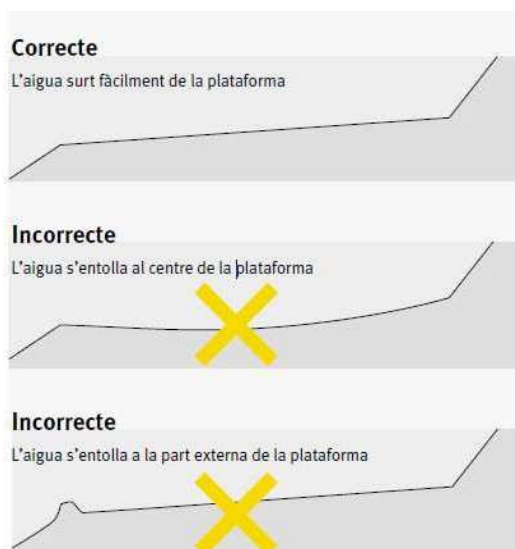 Correcte
L'aigua surt fàcilment de la plataforma
Incorrecte
L'aigua s'entolla al centre de la plataforma
Incorrecte
L'aigua s'entolla a la part externa de la plataforma